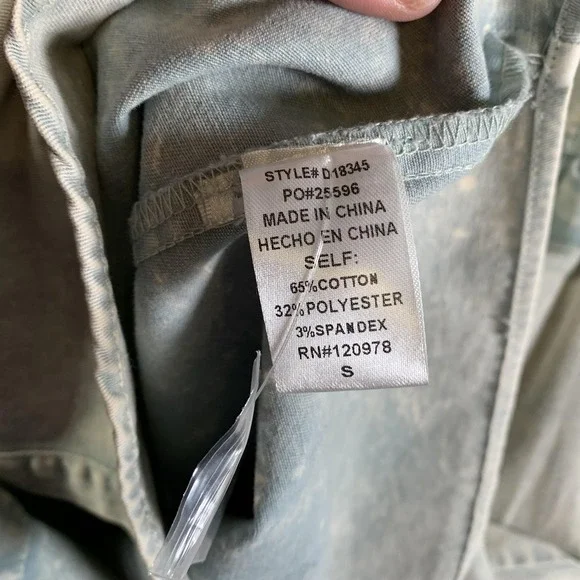 STYLE# D18345
PO#25596
MADE IN CHINA
HECHO EN CHINA
SELF:
65%COTTON
32%POLYESTER
3%SPANDEX
RN#120978
S